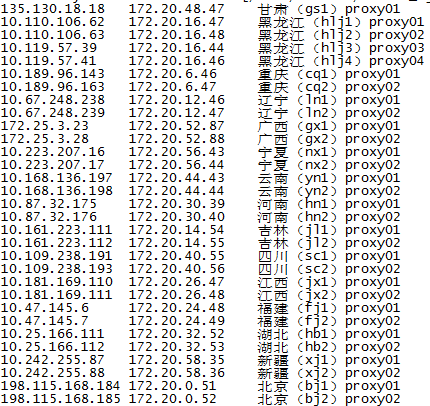 135.130.18.18 172.20.48.47 甘肃 (gs1) proxy01
10.110.106.62 172.20.16.47 黑龙江 (hlj1) proxy01
10.110.106.63 172.20.16.48 黑龙江 (hlj2) proxy02
10.119.57.39 172.20.16.44 黑龙江 (hlj3) proxy03
10.119.57.41 172.20.16.46 黑龙江 (hlj4) proxy04
10.189.96.143 172.20.6.46 重庆 (cq1) proxy01
10.189.96.163 172.20.6.47 重庆 (cq2) proxy02
10.67.248.238 172.20.12.46 辽宁 (ln1) proxy01
10.67.248.239 172.20.12.47 辽宁 (ln2) proxy02
172.25.3.23 172.20.52.87 广西 (gx1) proxy01
172.25.3.28 172.20.52.88 广西 (gx2) proxy02
10.223.207.16 172.20.56.43 宁夏 (nx1) proxy01
10.223.207.17 172.20.56.44 宁夏 (nx2) proxy02
10.168.136.197 172.20.44.43 云南 (yn1) proxy01
10.168.136.198 172.20.44.44 云南 (yn2) proxy02
10.87.32.175 172.20.30.39 河南 (hn1) proxy01
10.87.32.176 172.20.30.40 河南 (hn2) proxy02
10.161.223.111 172.20.14.54 吉林 (jl1) proxy01
10.161.223.112 172.20.14.55 吉林 (jl2) proxy02
10.109.238.191 172.20.40.55 四川 (sc1) proxy01
10.109.238.193 172.20.40.56 四川 (sc2) proxy02
10.181.169.110 172.20.26.47 江西 (jx1) proxy01
10.181.169.111 172.20.26.48 江西 (jx2) proxy02
10.47.145.6 172.20.24.48 福建 (fj1) proxy01
10.47.145.7 172.20.24.49 福建 (fj2) proxy02
10.25.166.111 172.20.32.52 湖北 (hb1) proxy01
10.25.166.112 172.20.32.53 湖北 (hb2) proxy02
10.242.255.87 172.20.58.35 新疆 (xj1) proxy01
10.242.255.88 172.20.58.36 新疆 (xj2) proxy02
198.115.168.184 172.20.0.51 北京 (bj1) proxy01
198.115.168.185 172.20.0.52 北京 (bj2) proxy02